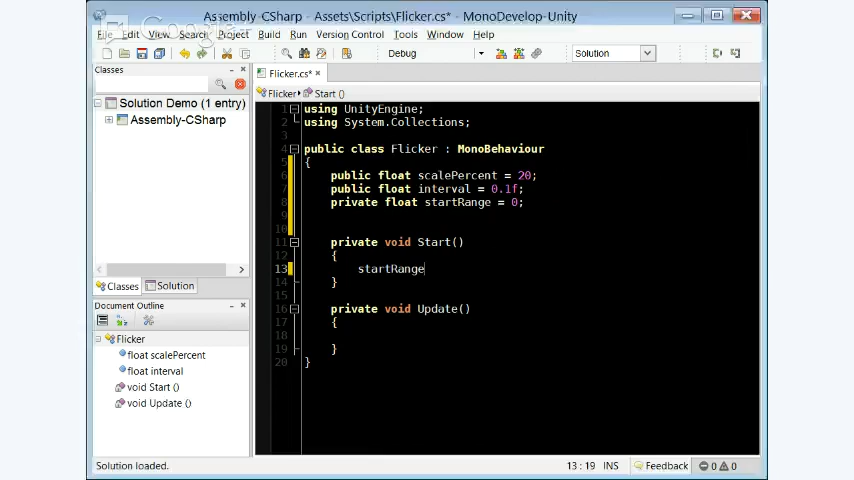 Assembly-CSharp - Assets\Scripts\Flicker.cs* - MonoDevelop-Unity
File Edit View Search Project Build Run Version Control Tools Window Help
Debug
Solution
Classes
Flicker.cs*
Flicker
Start ()
Solution Demo (1 entry)
Assembly-CSharp
1 using UnityEngine;
2 using System.Collections;
3
4 public class Flicker : MonoBehaviour
5 {
6 public float scalePercent = 20;
7 public float interval = 0.1f;
8 private float startRange = 0;
9
10
11 private void Start()
12 {
13 startRange
14 }
15
16 private void Update()
17 {
18
19 }
20 }
Classes Solution
Document Outline
Flicker
float scalePercent
float interval
void Start ()
void Update ()
Solution loaded.
13 : 19 INS
Feedback
0 0